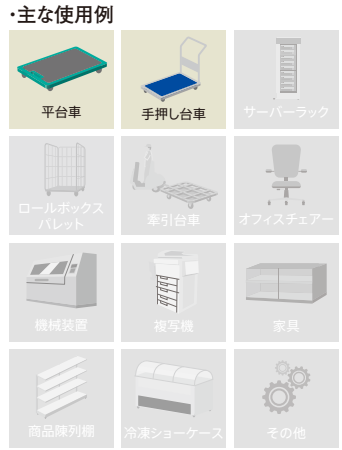 ・主な使用例
平台車
手押し台車
サーバーラック
ロールボックス
パレット
牽引台車
オフィスチェアー
機械装置
複写機
家具
商品陳列棚
冷凍ショーケース
その他